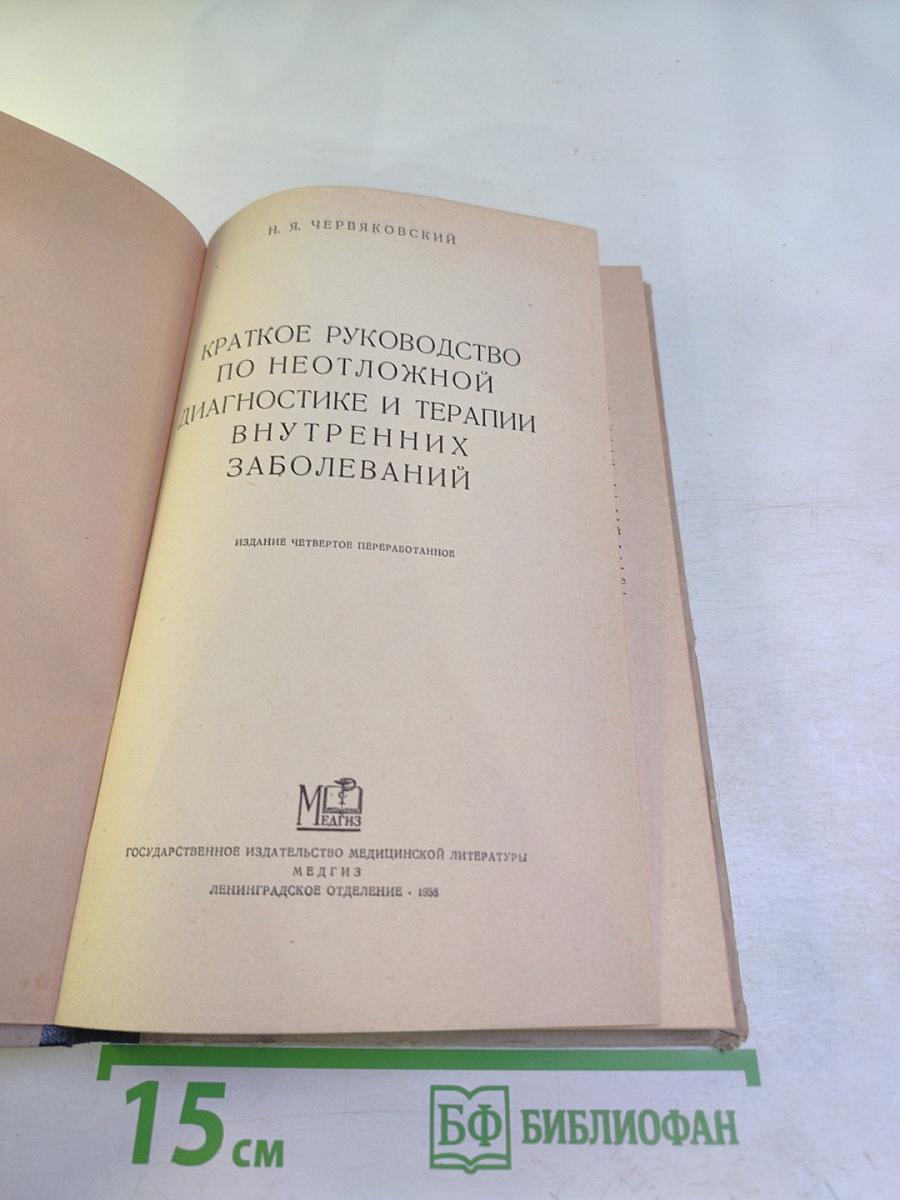 Н. Я. ЧЕРВЯКОВСКИЙ
КРАТКОЕ РУКОВОДСТВО
ПО НЕОТЛОЖНОЙ
ДИАГНОСТИКЕ И ТЕРАПИИ
ВНУТРЕННИХ
ЗАБОЛЕВАНИЙ
ИЗДАНИЕ ЧЕТВЕРТОЕ ПЕРЕРАБОТАННОЕ
МЕДГИЗ
ГОСУДАРСТВЕННОЕ ИЗДАТЕЛЬСТВО МЕДИЦИНСКОЙ ЛИТЕРАТУРЫ
МЕДГИЗ
ЛЕНИНГРАДСКОЕ ОТДЕЛЕНИЕ • 1958
15 см
БФ БИБЛИОФАН